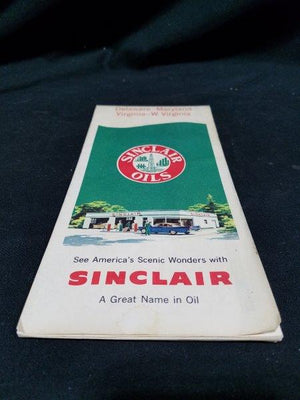 Delaware Maryland
Virginia-W Virginia
SINCLAIR
OILS
See America's Scenic Wonders with
SINCLAIR
A Great Name in Oil